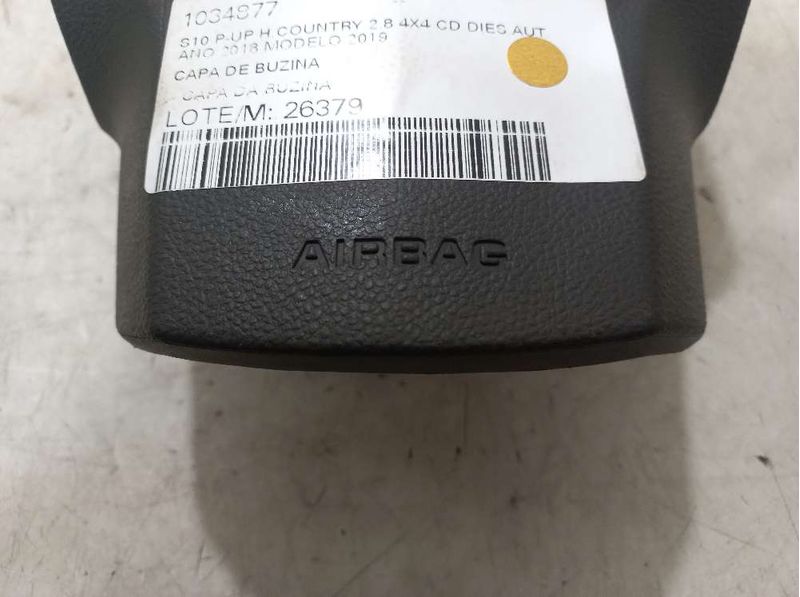 1034877
S10 P-UP H COUNTRY 2.8 4X4 CD DIES AUT
ANO 2018 MODELO 2019
CAPA DE BUZINA
CAPA DA BUZINA
LOTE/M: 26379
AIRBAG